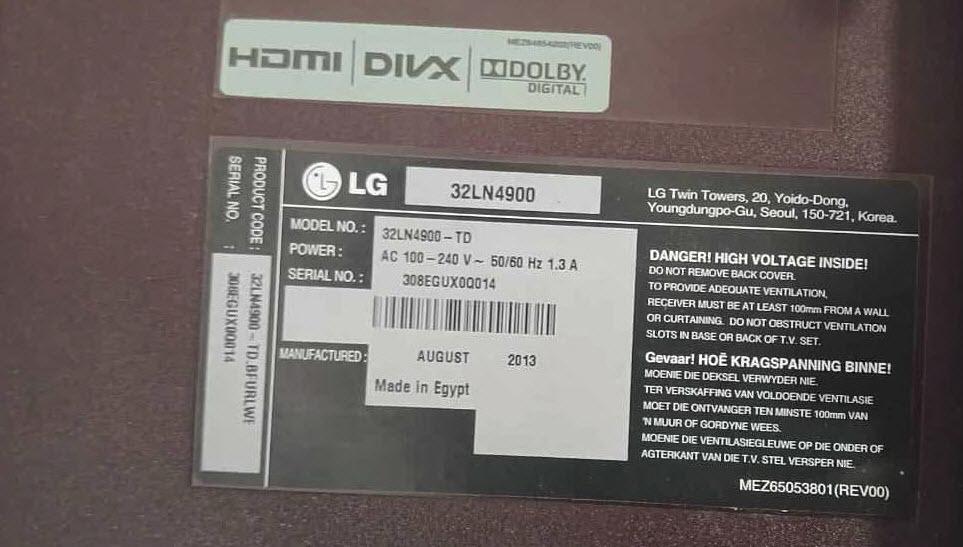 MEZ64654202(REV00)
HDMI DIVX DOLBY
DIGITAL
PRODUCT CODE : 32LN4900-TD.BFURLWF
SERIAL NO. : 308EGUX00014
LG 32LN4900
LG Twin Towers, 20, Yoido-Dong,
Youngdungpo-Gu, Seoul, 150-721, Korea.
MODEL NO. : 32LN4900-TD
POWER : AC 100-240 V~ 50/60 Hz 1.3 A
SERIAL NO. : 308EGUX00014
MANUFACTURED : AUGUST 2013
Made in Egypt
DANGER! HIGH VOLTAGE INSIDE!
DO NOT REMOVE BACK COVER.
TO PROVIDE ADEQUATE VENTILATION,
RECEIVER MUST BE AT LEAST 100mm FROM A WALL
OR CURTAINING. DO NOT OBSTRUCT VENTILATION
SLOTS IN BASE OR BACK OF T.V. SET.
Gevaar! HOË KRAGSPANNING BINNE!
MOENIE DIE DEKSEL VERWYDER NIE.
TER VERSKAFFING VAN VOLDOENDE VENTILASIE
MOET DIE ONTVANGER TEN MINSTE 100mm VAN
'N MUUR OF GORDYNE WEES.
MOENIE DIE VENTILASIEGLEUWE OP DIE ONDER OF
AGTERKANT VAN DIE T.V. STEL VERSPER NIE.
MEZ65053801(REV00)